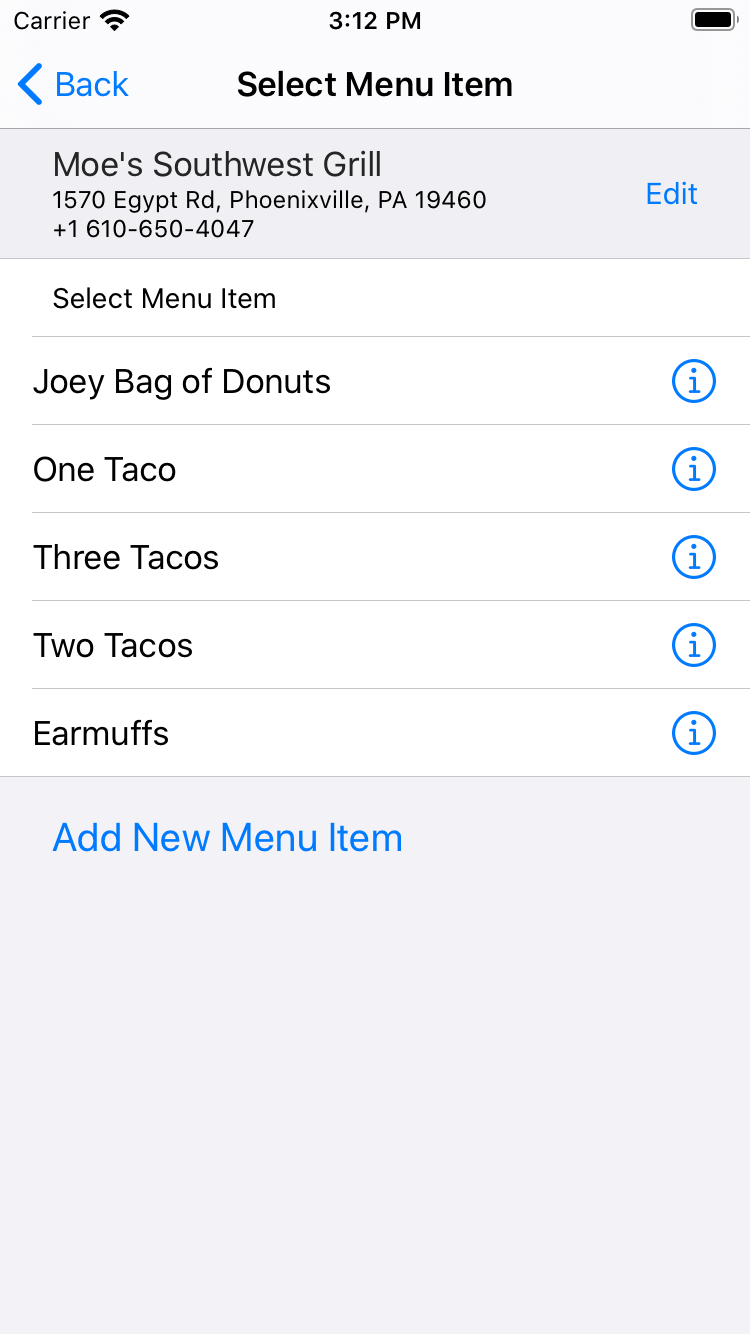 Carrier 3:12 PM
Back Select Menu Item
Moe's Southwest Grill
1570 Egypt Rd, Phoenixville, PA 19460
+1 610-650-4047
Edit
Select Menu Item
Joey Bag of Donuts
One Taco
Three Tacos
Two Tacos
Earmuffs
Add New Menu Item